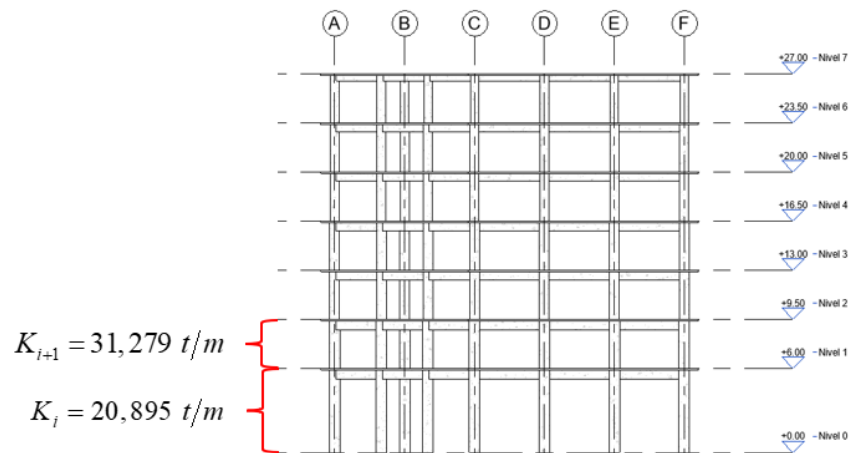 A B C D E F
+27.00 - Nivel 7
+23.50 - Nivel 6
+20.00 - Nivel 5
+16.50 - Nivel 4
+13.00 - Nivel 3
+9.50 - Nivel 2
K_{i+1} = 31,279 t/m
+6.00 - Nivel 1
K_i = 20,895 t/m
+0.00 - Nivel 0